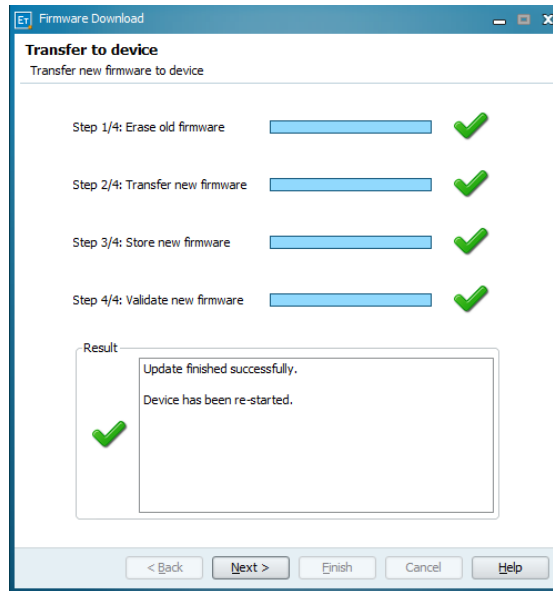 ET Firmware Download
Transfer to device
Transfer new firmware to device
Step 1/4: Erase old firmware
Step 2/4: Transfer new firmware
Step 3/4: Store new firmware
Step 4/4: Validate new firmware
Result
Update finished successfully.
Device has been re-started.
< Back Next > Finish Cancel Help